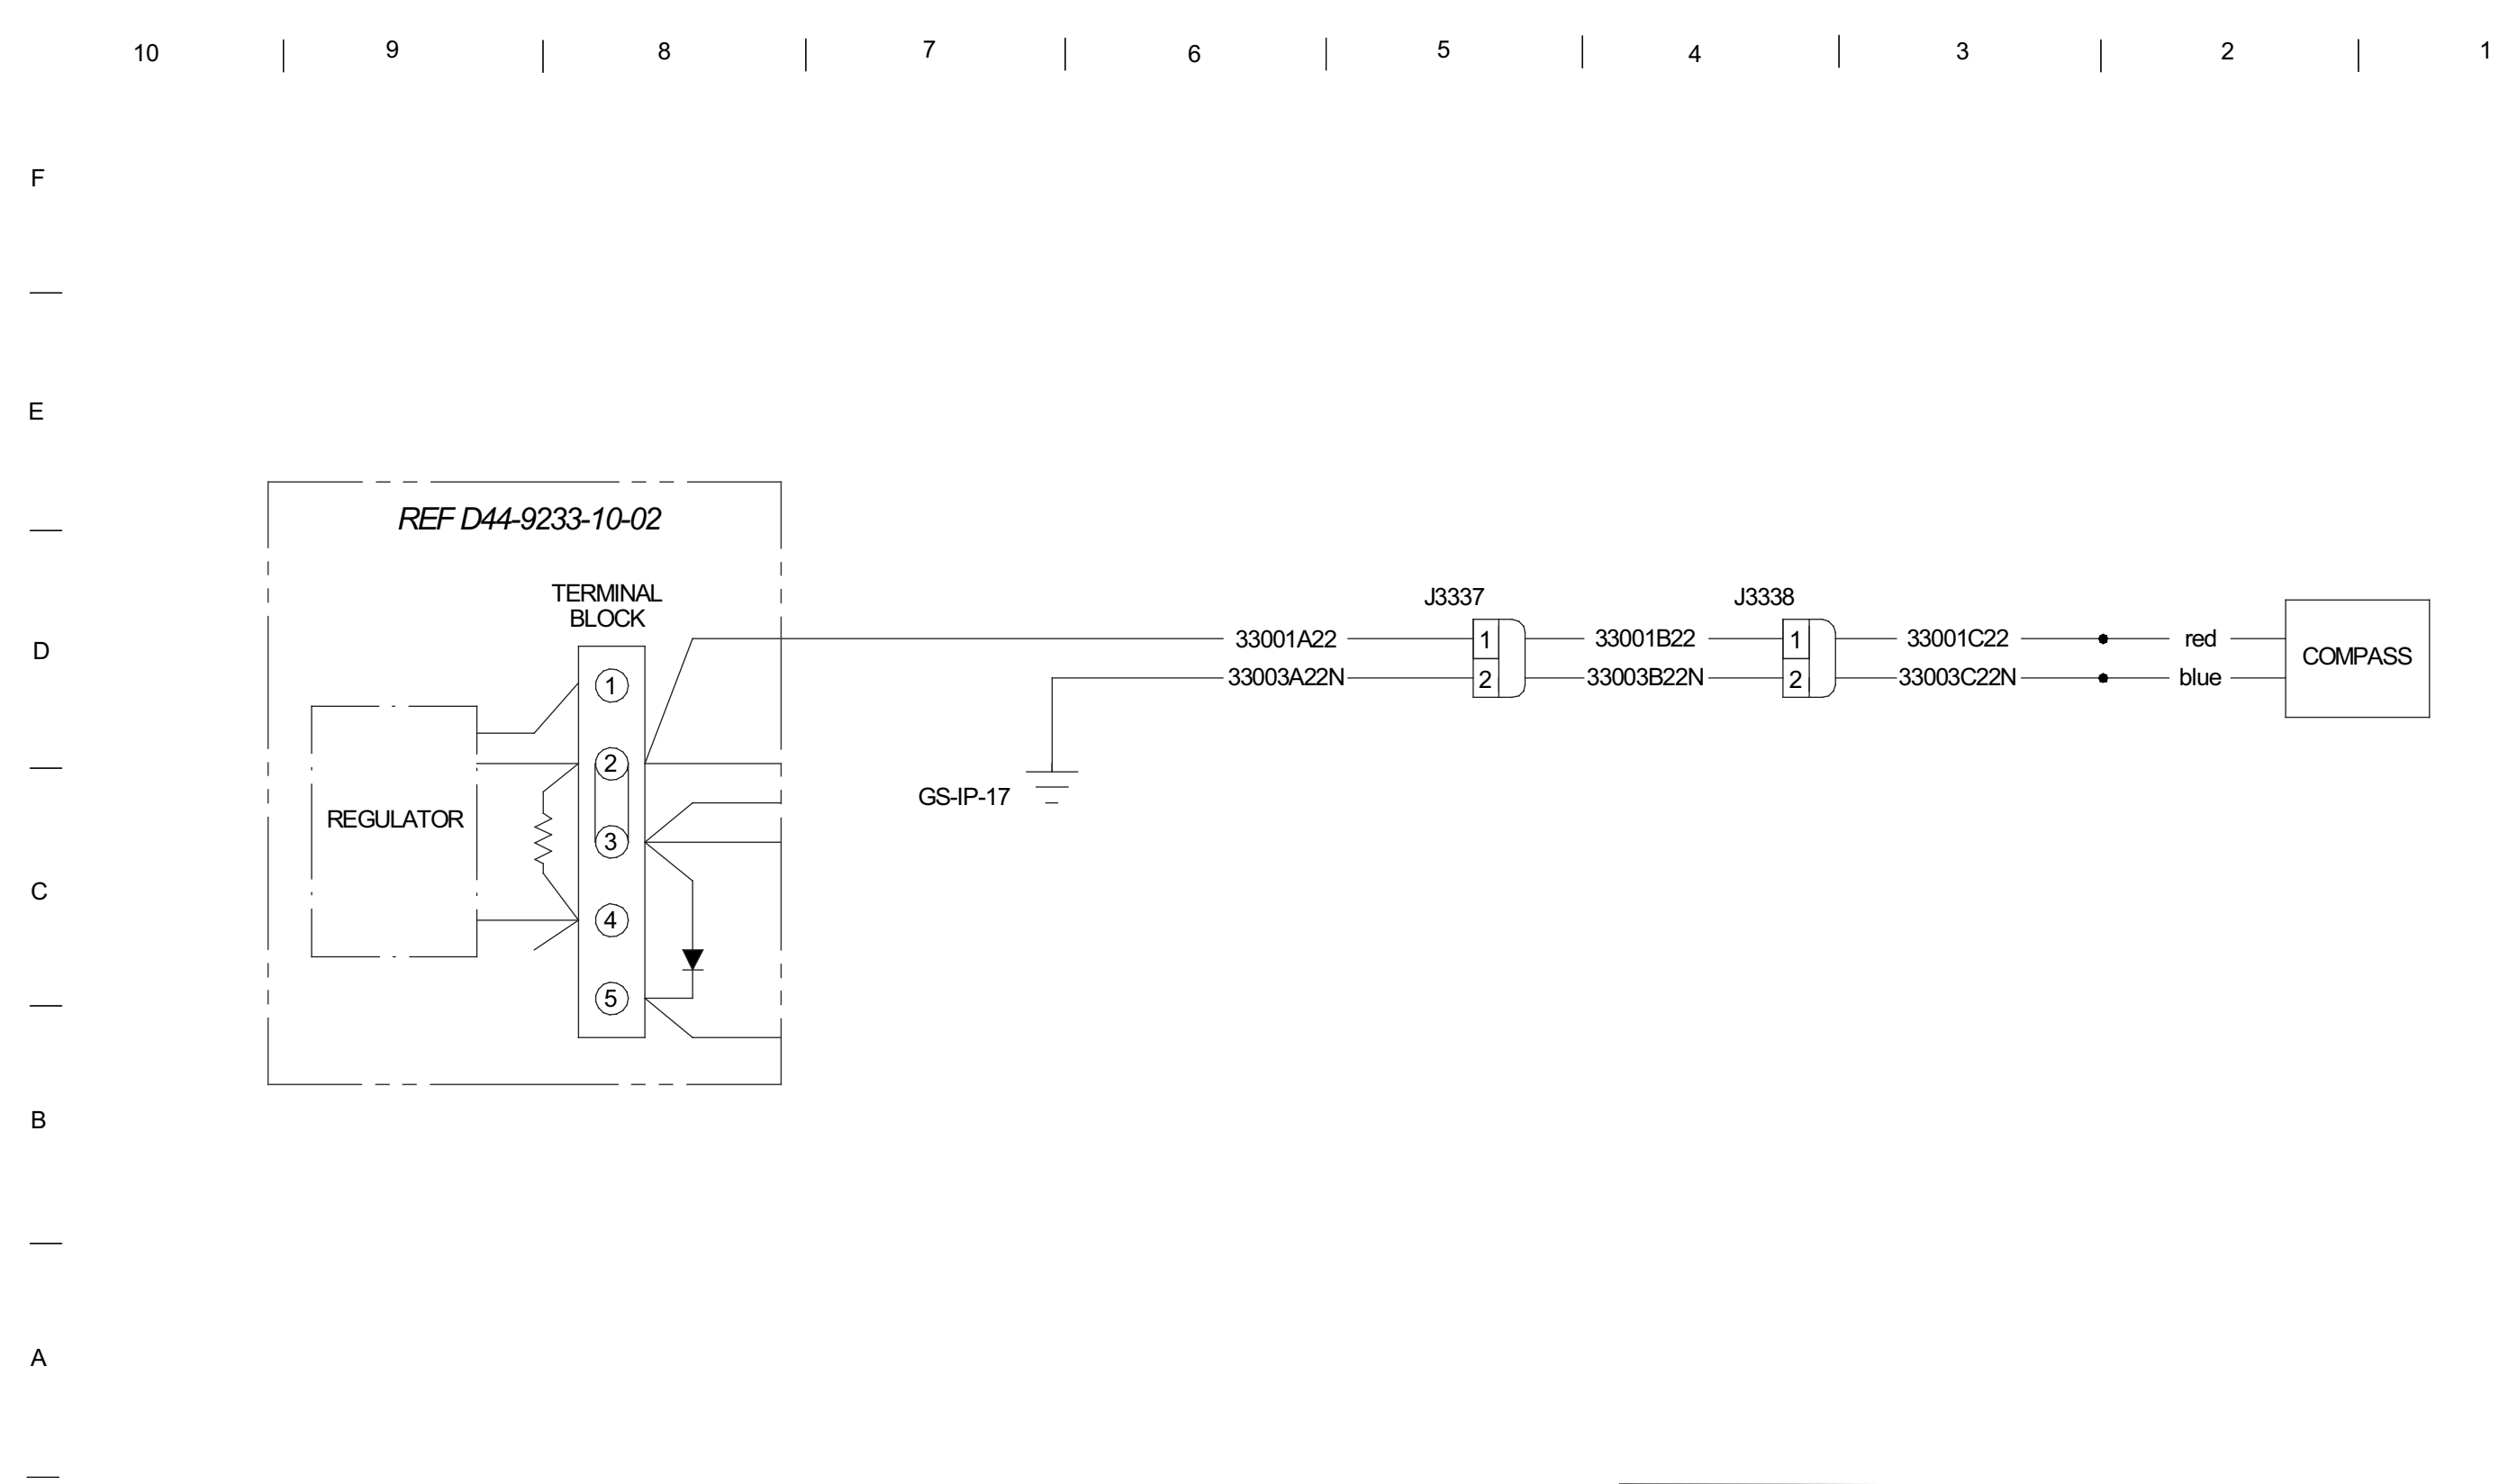 10 9 8 7 6 5 4 3 2 1
F
E
REF D44-9233-10-02
TERMINAL
BLOCK
J3337 J3338
D
1
33001A22 1 33001B22 1 33001C22 red
COMPASS
33003A22N 2 33003B22N 2 33003C22N blue
2
GS-IP-17
REGULATOR
3
C
4
5
B
A